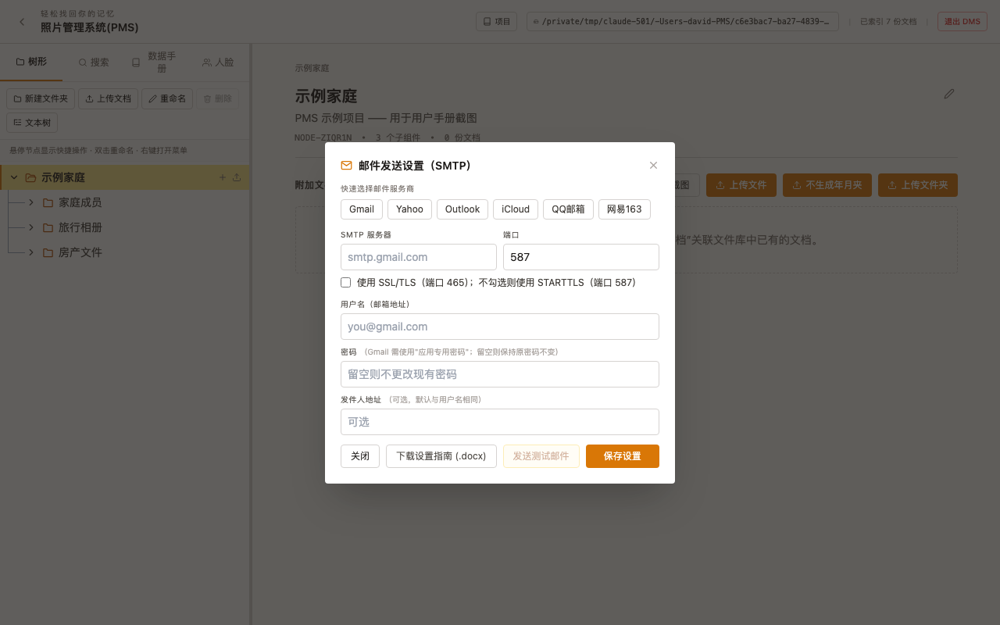 轻松找回你的记忆
照片管理系统(PMS)
项目
/private/tmp/claude-501/-Users-david-PMS/c6e3bac7-ba27-4839-…
已索引 7 份文档
退出 DMS
树形
搜索
数据手册
人脸
新建文件夹
上传文档
重命名
删除
文本树
悬停节点显示快捷操作 · 双击重命名 · 右键打开菜单
示例家庭
家庭成员
旅行相册
房产文件
示例家庭
示例家庭
PMS 示例项目 —— 用于用户手册截图
NODE-ZIQR1N • 3 个子组件 • 0 份文档
附加文
截图
上传文件
不生成年月夹
上传文件夹
档"关联文件库中已有的文档。
邮件发送设置（SMTP）
快速选择邮件服务商
Gmail
Yahoo
Outlook
iCloud
QQ邮箱
网易163
SMTP 服务器
端口
smtp.gmail.com
587
使用 SSL/TLS（端口 465）；不勾选则使用 STARTTLS（端口 587）
用户名（邮箱地址）
you@gmail.com
密码 （Gmail 需使用"应用专用密码"；留空则保持原密码不变）
留空则不更改现有密码
发件人地址 （可选，默认与用户名相同）
可选
关闭
下载设置指南 (.docx)
发送测试邮件
保存设置